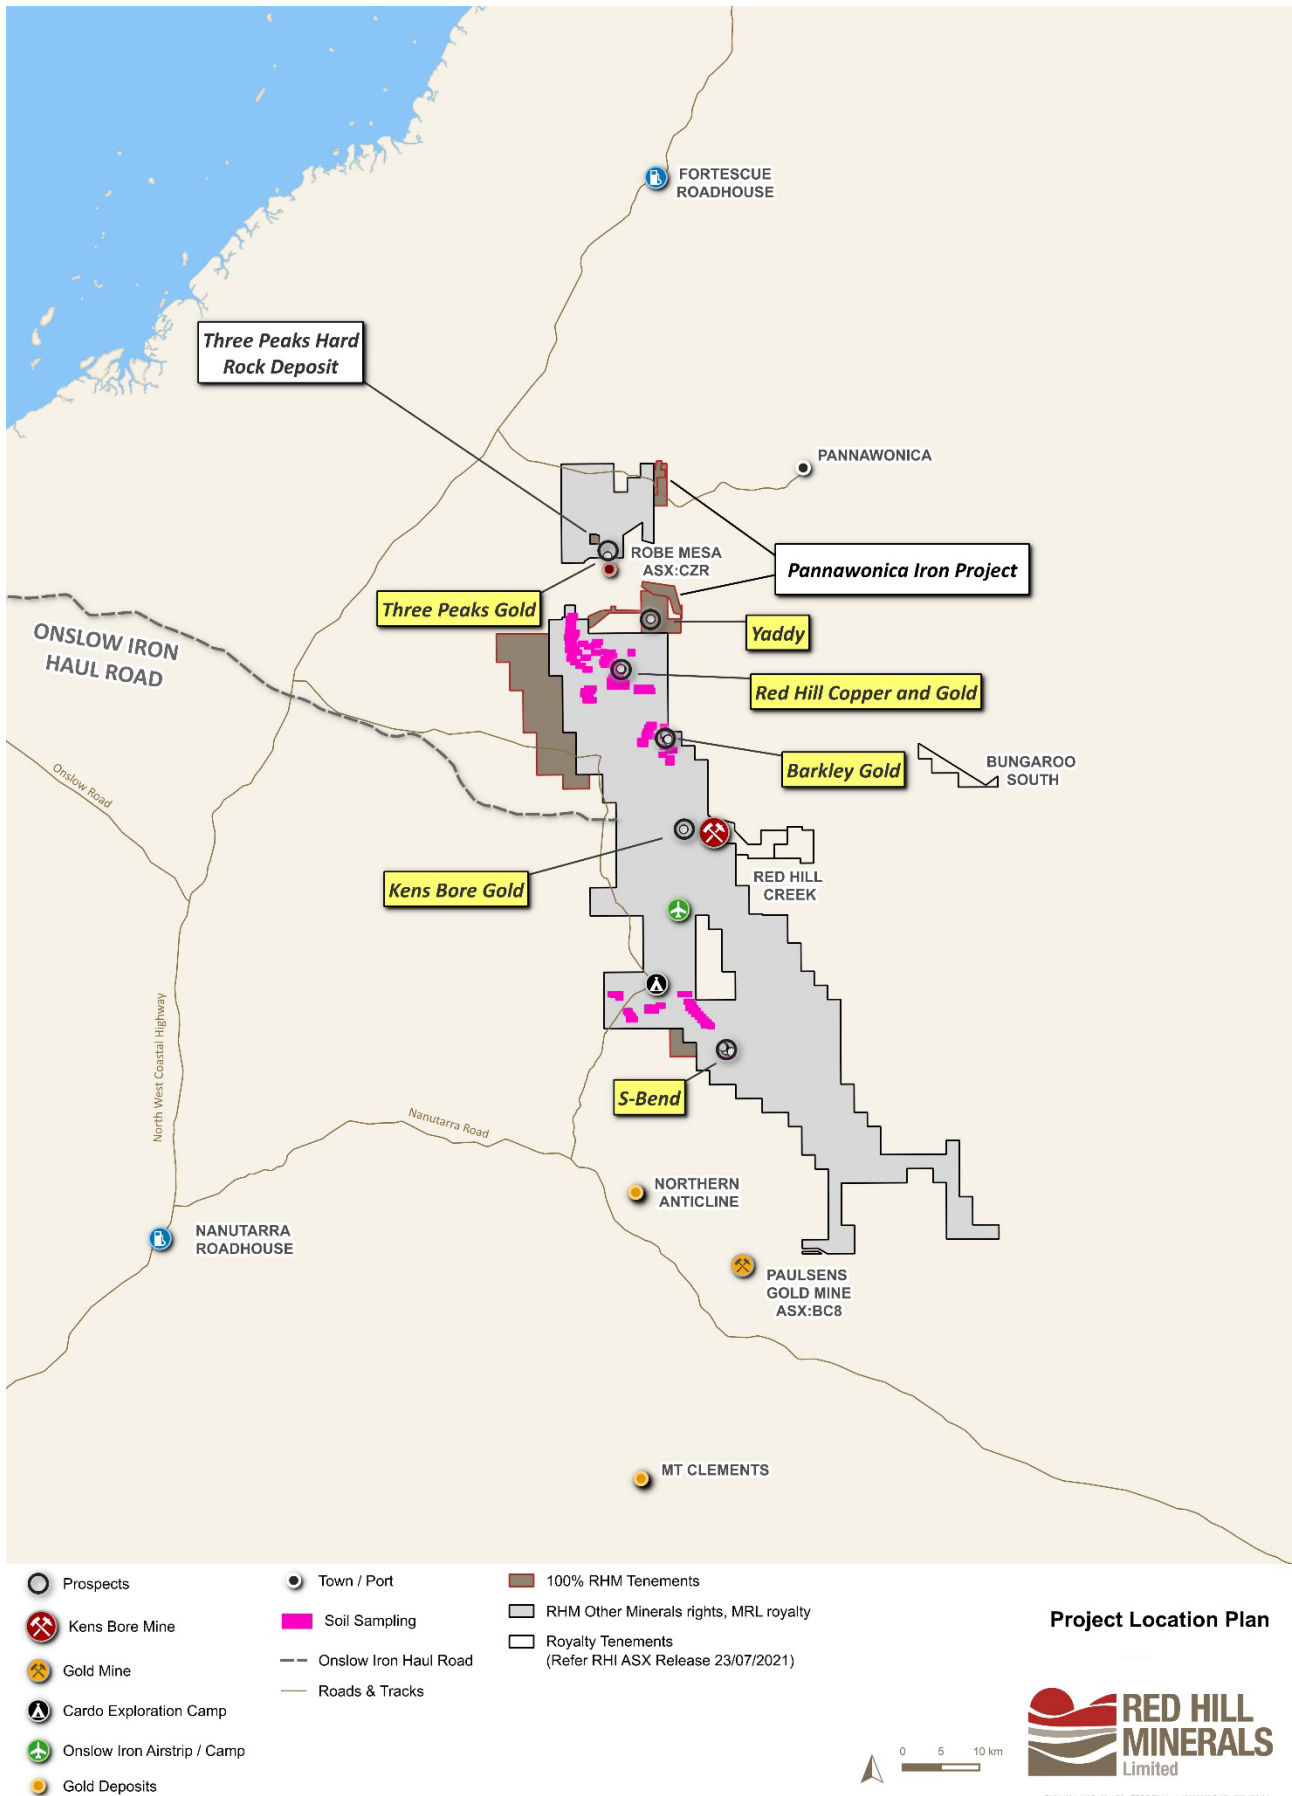 FORTESCUE
ROADHOUSE
Three Peaks Hard
Rock Deposit
PANNAWONICA
ROBE MESA
ASX:CZR
Pannawonica Iron Project
Three Peaks Gold
Yaddy
ONSLOW IRON
HAUL ROAD
Red Hill Copper and Gold
Barkley Gold
BUNGAROO
SOUTH
Onslow Road
Kens Bore Gold
RED HILL
CREEK
North West Coastal Highway
S-Bend
Nanutarra Road
NORTHERN
ANTICLINE
NANUTARRA
ROADHOUSE
PAULSENS
GOLD MINE
ASX:BC8
MT CLEMENTS
Prospects
Kens Bore Mine
Gold Mine
Cardo Exploration Camp
Onslow Iron Airstrip / Camp
Gold Deposits
Town / Port
Soil Sampling
Onslow Iron Haul Road
Roads & Tracks
100% RHM Tenements
RHM Other Minerals rights, MRL royalty
Royalty Tenements
(Refer RHI ASX Release 23/07/2021)
Project Location Plan
0 5 10 km
RED HILL
MINERALS
Limited